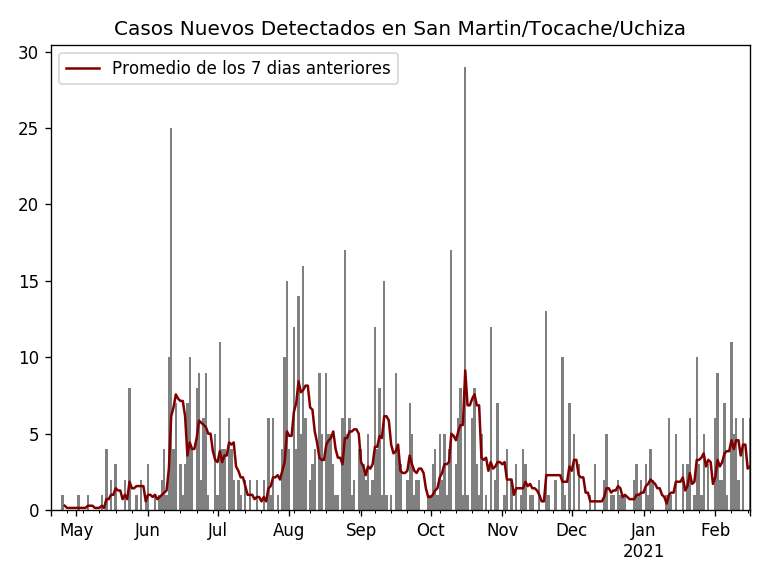 Casos Nuevos Detectados en San Martin/Tocache/Uchiza
Promedio de los 7 dias anteriores
30
25
20
15
10
5
0
May Jun Jul Aug Sep Oct Nov Dec Jan Feb
2021